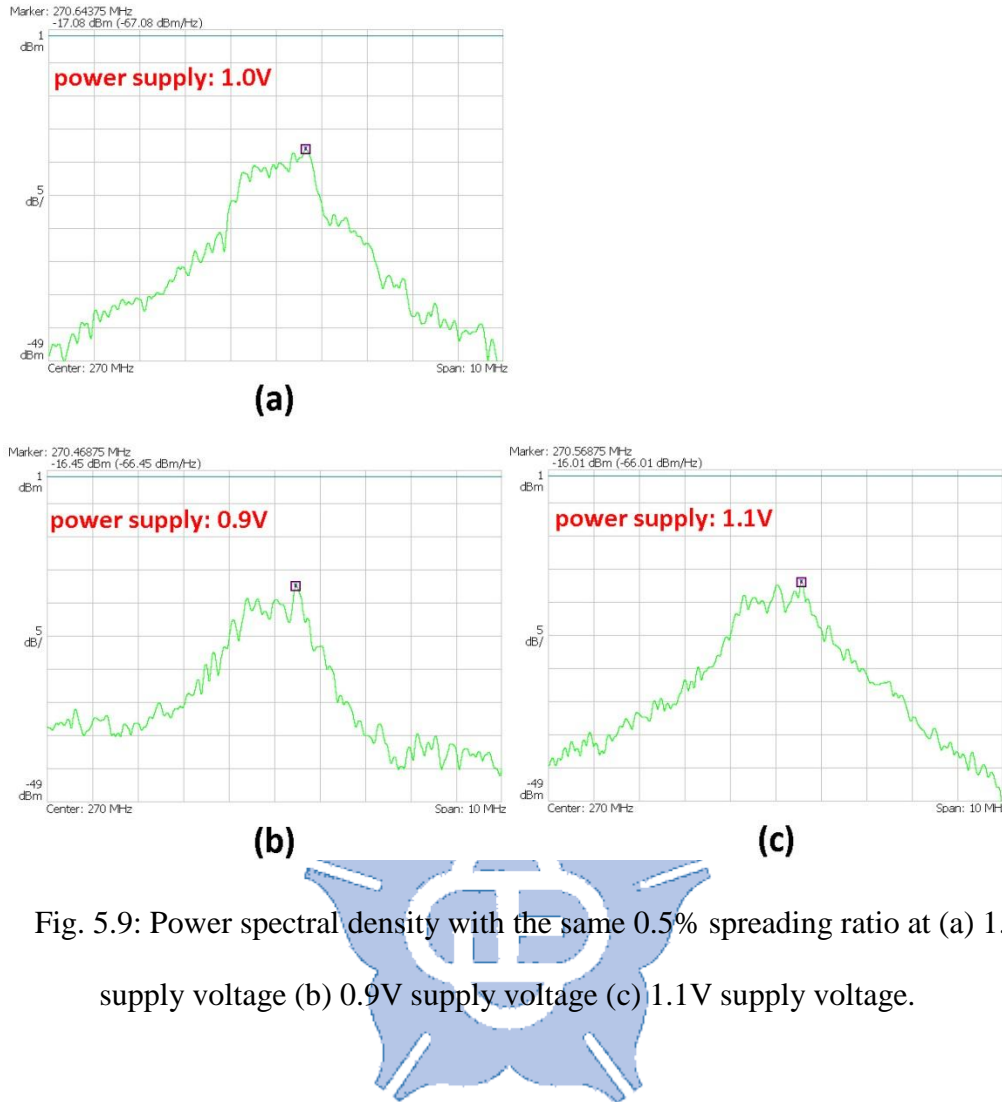 Marker: 270.64375 MHz
-17.08 dBm (-67.08 dBm/Hz)
1
dBm
power supply: 1.0V
5
dB/
-49
dBm
Center: 270 MHz
Span: 10 MHz
(a)
Marker: 270.46875 MHz
-16.45 dBm (-66.45 dBm/Hz)
1
dBm
power supply: 0.9V
5
dB/
-49
dBm
Center: 270 MHz
Span: 10 MHz
(b)
Marker: 270.56875 MHz
-16.01 dBm (-66.01 dBm/Hz)
1
dBm
power supply: 1.1V
5
dB/
-49
dBm
Center: 270 MHz
Span: 10 MH
(c)
Fig. 5.9: Power spectral density with the same 0.5% spreading ratio at (a) 1.
supply voltage (b) 0.9V supply voltage (c) 1.1V supply voltage.